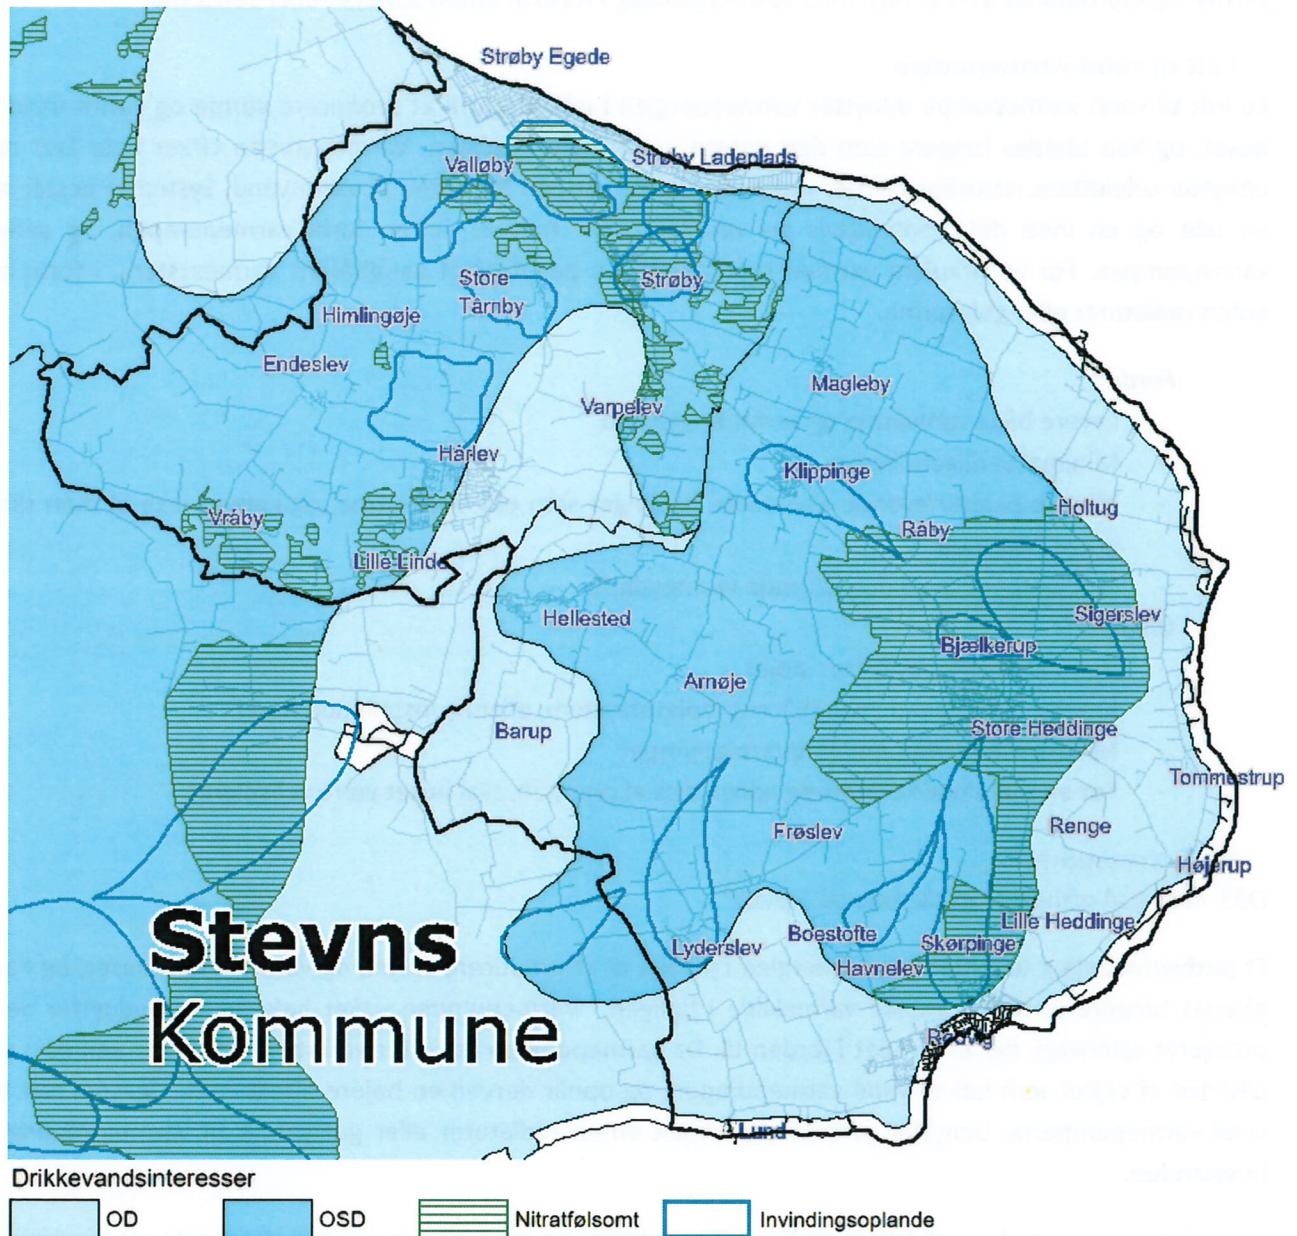 Strøby Egede
Strøby Ladeplads
Valløby
Store
Tårnby
Strøby
Himlingøje
Endeslev
Magleby
Varpelev
Hårlev
Klippinge
Vråby
Råby
Holtug
Lille Linde
Hellested
Sigerslev
Bjælkerup
Arnøje
Barup
Store Heddinge
Tommestrup
Frøslev
Renge
Højerup
Lille Heddinge
Lyderslev
Boestofte
Skørpinge
Havnelev
Rødvig
Lund
Stevns
Kommune
Drikkevandsinteresser
OD
OSD
Nitratfølsomt
Invindingsoplande